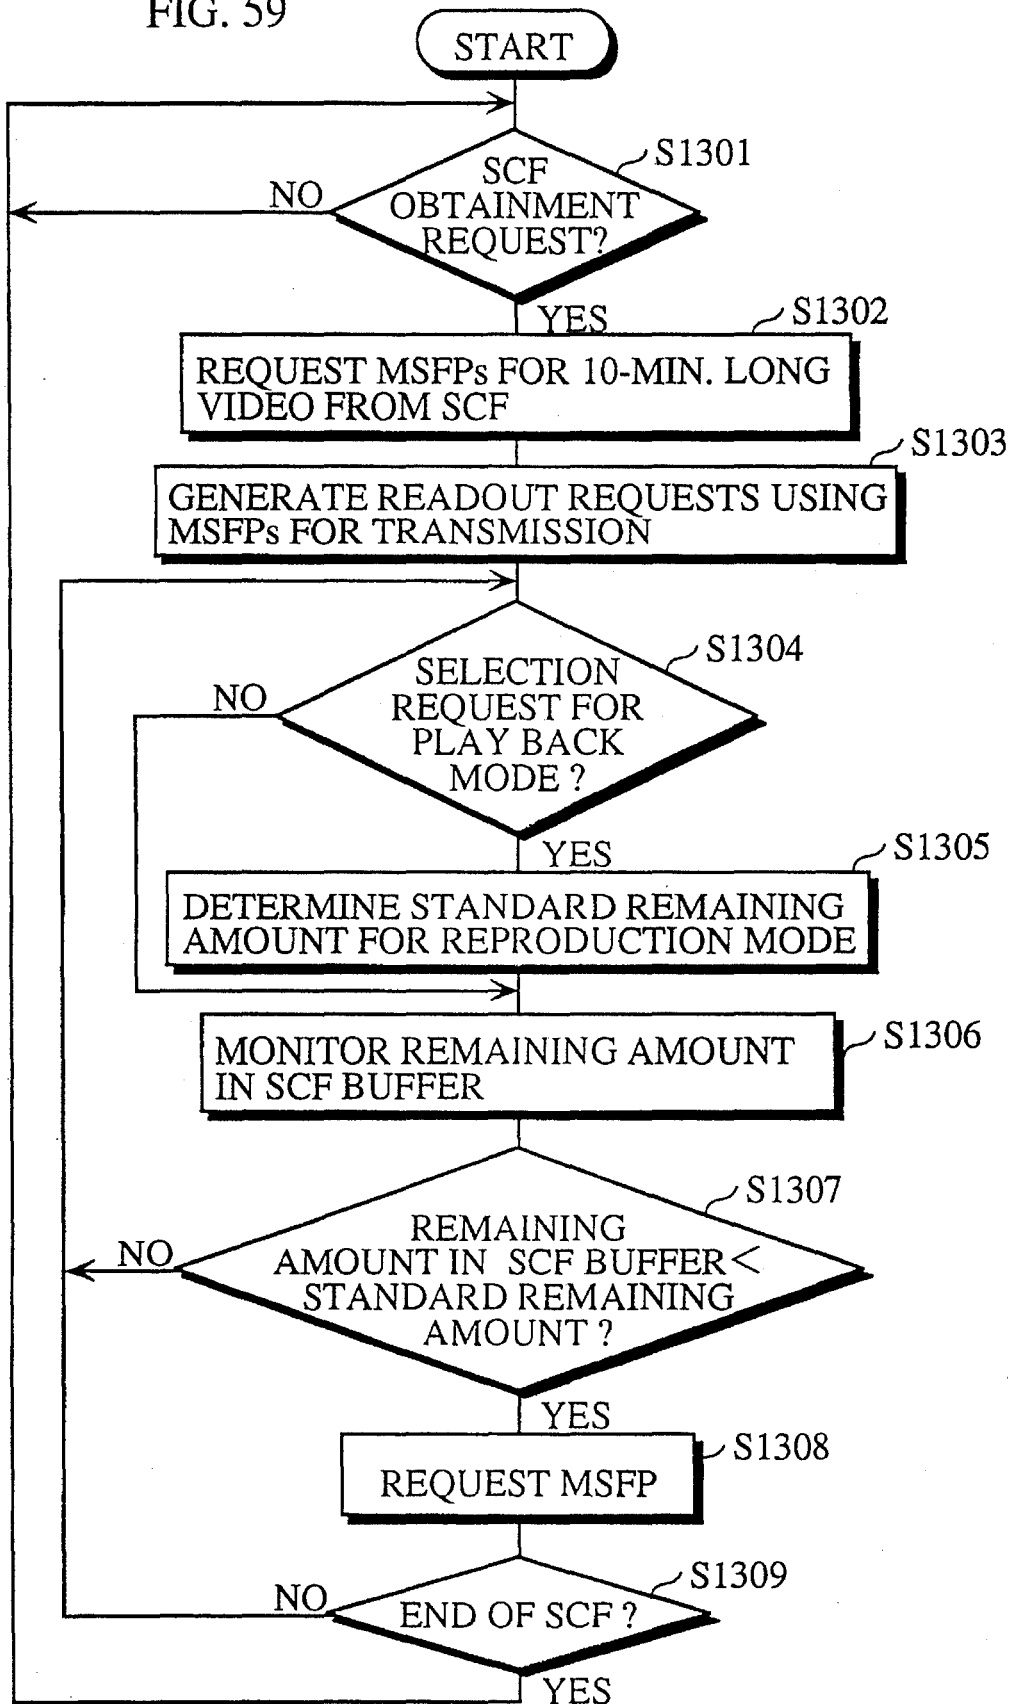 FIG. 59
START
S1301
SCF
OBTAINMENT
REQUEST?
NO
YES
S1302
REQUEST MSFPs FOR 10-MIN. LONG
VIDEO FROM SCF
S1303
GENERATE READOUT REQUESTS USING
MSFPs FOR TRANSMISSION
S1304
SELECTION
REQUEST FOR
PLAY BACK
MODE ?
NO
YES
S1305
DETERMINE STANDARD REMAINING
AMOUNT FOR REPRODUCTION MODE
S1306
MONITOR REMAINING AMOUNT
IN SCF BUFFER
S1307
REMAINING
AMOUNT IN SCF BUFFER <
STANDARD REMAINING
AMOUNT ?
NO
YES
S1308
REQUEST MSFP
S1309
END OF SCF ?
NO
YES